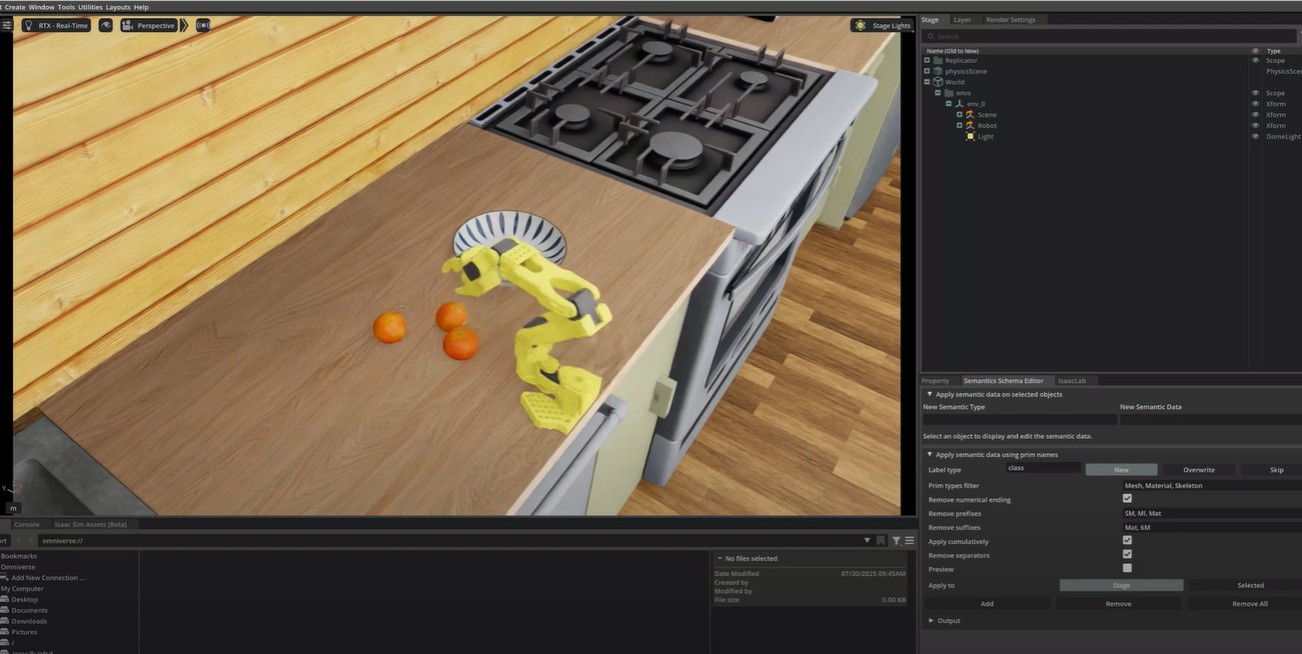 Create Window Tools Utilities Layouts Help
RTX - Real-Time
Perspective
Stage Lights
Y
m
Console
Isaac Sim Assets [Beta]
omniverse://
Bookmarks
Omniverse
Add New Connection ...
My Computer
Desktop
Documents
Downloads
Pictures
/
No files selected
Date Modified 07/30/2025 09:45AM
Created by
Modified by
File size 0.00 KB
Stage Layer Render Settings
Search
Name (Old to New) Type
Replicator Scope
physicsScene PhysicsScen
World
envs Scope
env_0 Xform
Scene Xform
Robot Xform
Light DomeLight
Property Semantics Schema Editor IsaacLab
Apply semantic data on selected objects
New Semantic Type New Semantic Data
Select an object to display and edit the semantic data.
Apply semantic data using prim names
Label type class New Overwrite Skip
Prim types filter Mesh, Material, Skeleton
Remove numerical ending
Remove prefixes SM, MI, Mat
Remove suffixes Mat, 6M
Apply cumulatively
Remove separators
Preview
Apply to Stage Selected
Add Remove Remove All
Output